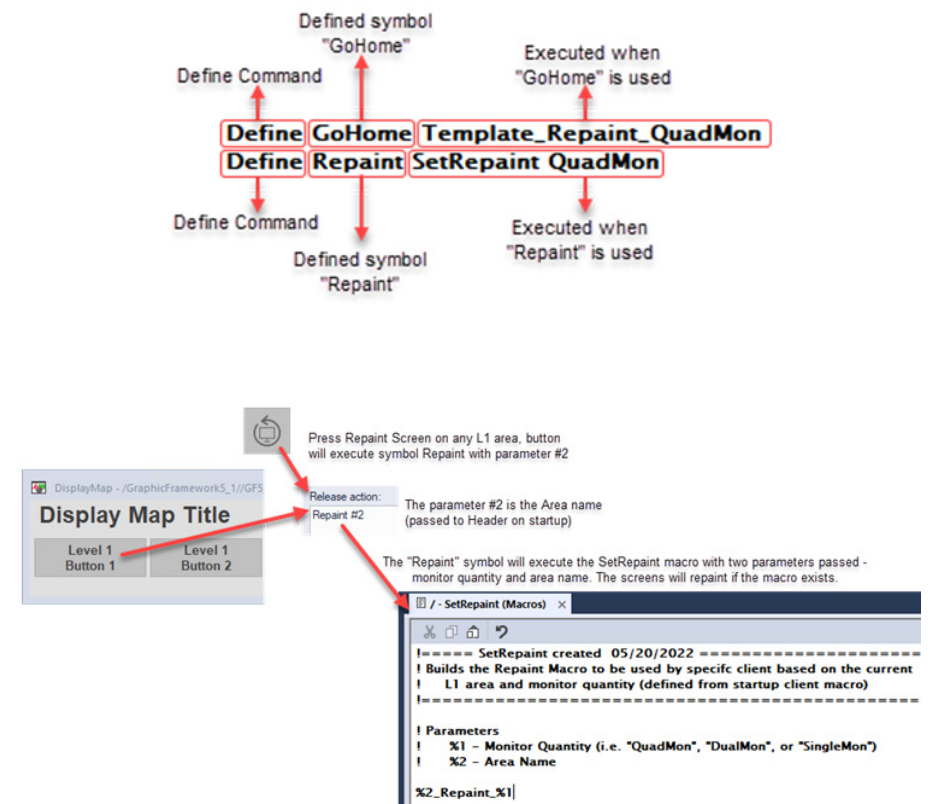 Defined symbol
"GoHome"
Executed when
"GoHome" is used
Define Command
Define GoHome Template_Repaint_QuadMon
Define Repaint SetRepaint QuadMon
Define Command
Executed when
"Repaint" is used
Defined symbol
"Repaint"
Press Repaint Screen on any L1 area, button
will execute symbol Repaint with parameter #2
DisplayMap - /GraphicFramework5_1//GFS
Display Map Title
Level 1
Button 1
Level 1
Button 2
Release action:
Repaint #2
The parameter #2 is the Area name
(passed to Header on startup)
The "Repaint" symbol will execute the SetRepaint macro with two parameters passed -
monitor quantity and area name. The screens will repaint if the macro exists.
/ - SetRepaint (Macros) ×
!===== SetRepaint created 05/20/2022 =====================
! Builds the Repaint Macro to be used by specifc client based on the current
! L1 area and monitor quantity (defined from startup client macro)
!==================================================
! Parameters
! %1 - Monitor Quantity (i.e. "QuadMon", "DualMon", or "SingleMon")
! %2 - Area Name
%2_Repaint_%1